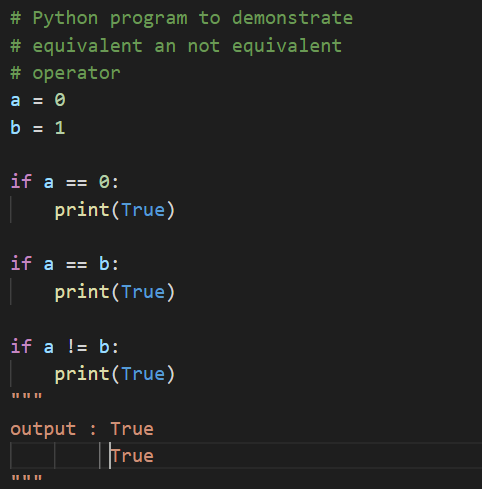 # Python program to demonstrate
# equivalent an not equivalent
# operator
a = 0
b = 1

if a == 0:
    print(True)

if a == b:
    print(True)

if a != b:
    print(True)
"""
output : True
         True
"""